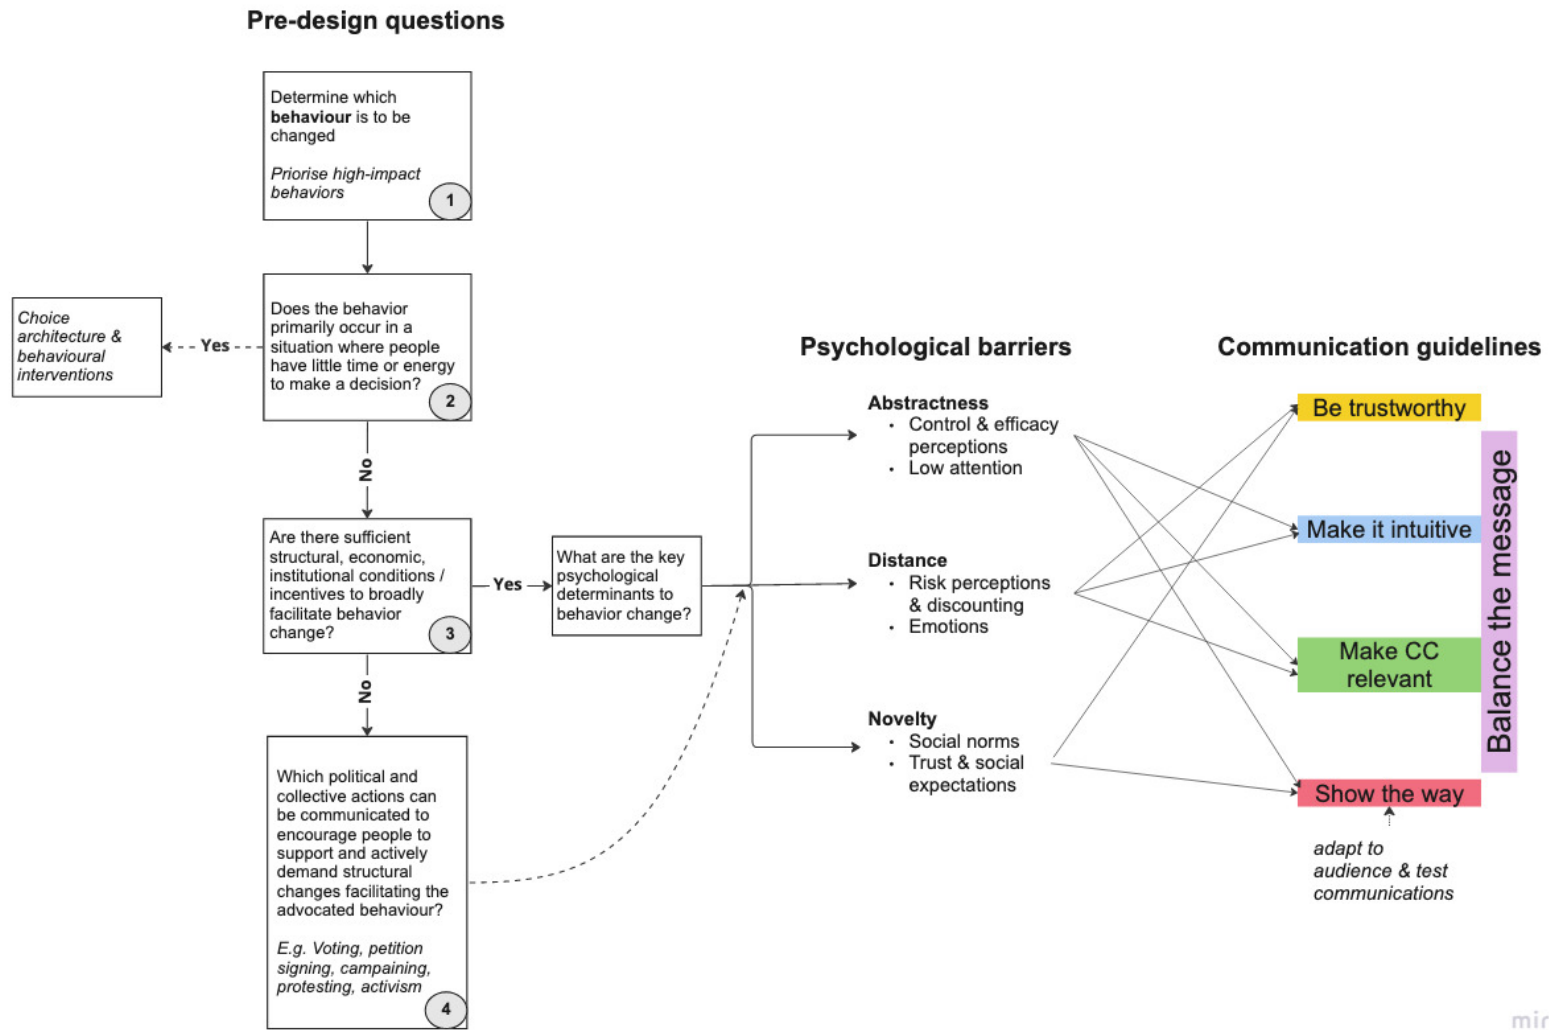 Pre-design questions
Determine which
behaviour is to be
changed
Priorise high-impact
behaviors
1
Does the behavior
primarily occur in a
situation where people
have little time or energy
to make a decision?
2
Yes
Choice
architecture &
behavioural
interventions
No
Are there sufficient
structural, economic,
institutional conditions /
incentives to broadly
facilitate behavior
change?
3
Yes
What are the key
psychological
determinants to
behavior change?
No
Which political and
collective actions can
be communicated to
encourage people to
support and actively
demand structural
changes facilitating the
advocated behaviour?
E.g. Voting, petition
signing, campaining,
protesting, activism
4
Psychological barriers
Abstractness
• Control & efficacy
perceptions
• Low attention
Distance
• Risk perceptions
& discounting
• Emotions
Novelty
• Social norms
• Trust & social
expectations
Communication guidelines
Be trustworthy
Make it intuitive
Make CC
relevant
Show the way
Balance the message
adapt to
audience & test
communications
mir